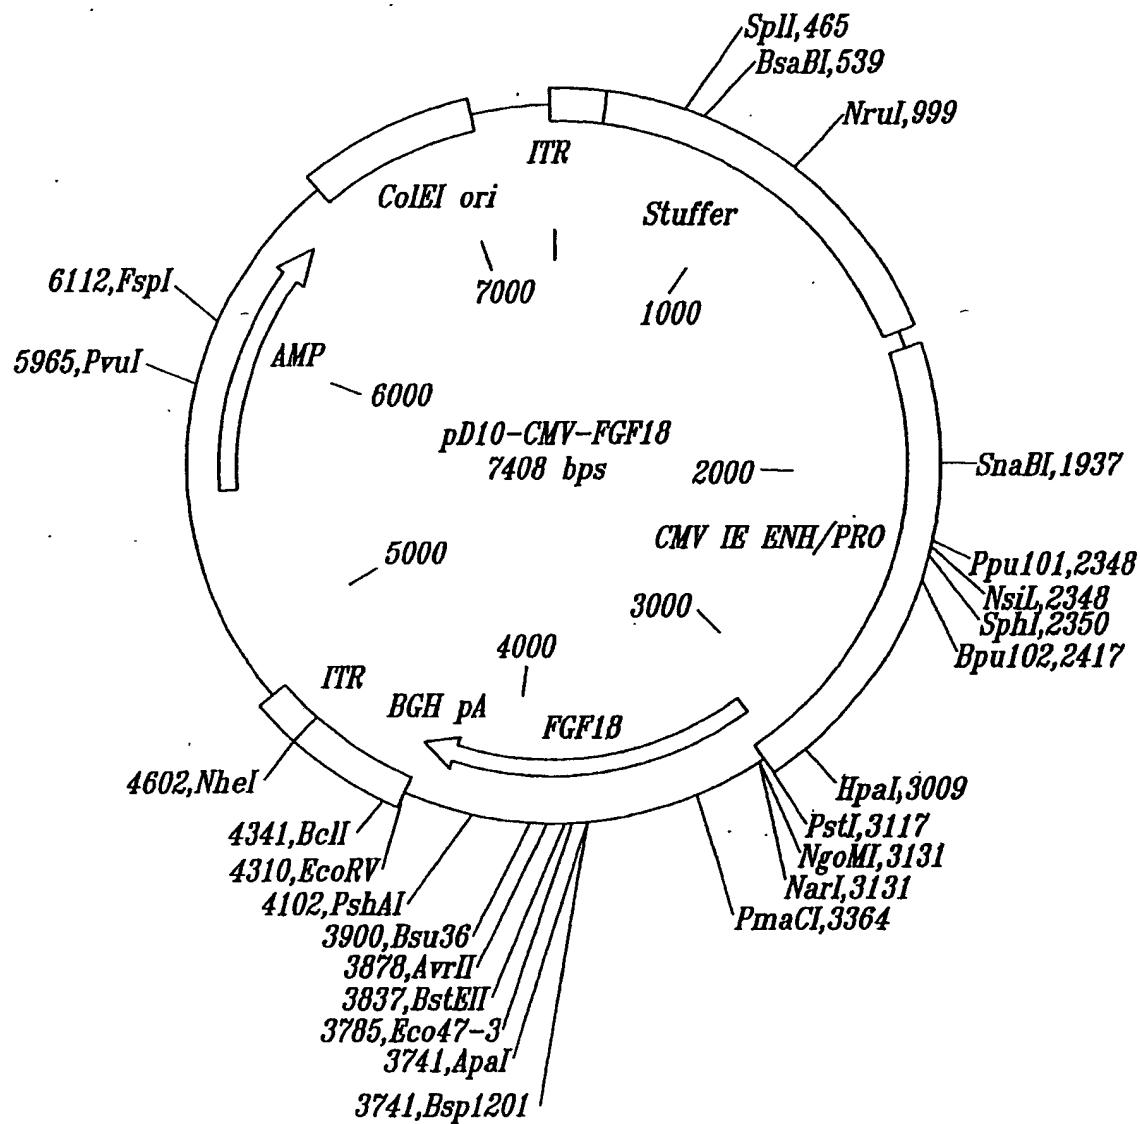 SplI,465
BsaBI,539
NruI,999
ITR
ColEI ori
Stuffer
7000
1000
6112,FspI
5965,PvuI
AMP
6000
pD10-CMV-FGF18
7408 bps
2000
SnaBI,1937
CMV IE ENH/PRO
5000
Ppu101,2348
NsiL,2348
SphI,2350
Bpu102,2417
3000
4000
ITR
BGH pA
FGF18
4602,NheI
HpaI,3009
PstI,3117
NgoMI,3131
NarI,3131
PmaCI,3364
4341,BclI
4310,EcoRV
4102,PshAI
3900,Bsu36
3878,AvrII
3837,BstEII
3785,Eco47-3
3741,ApaI
3741,Bsp1201